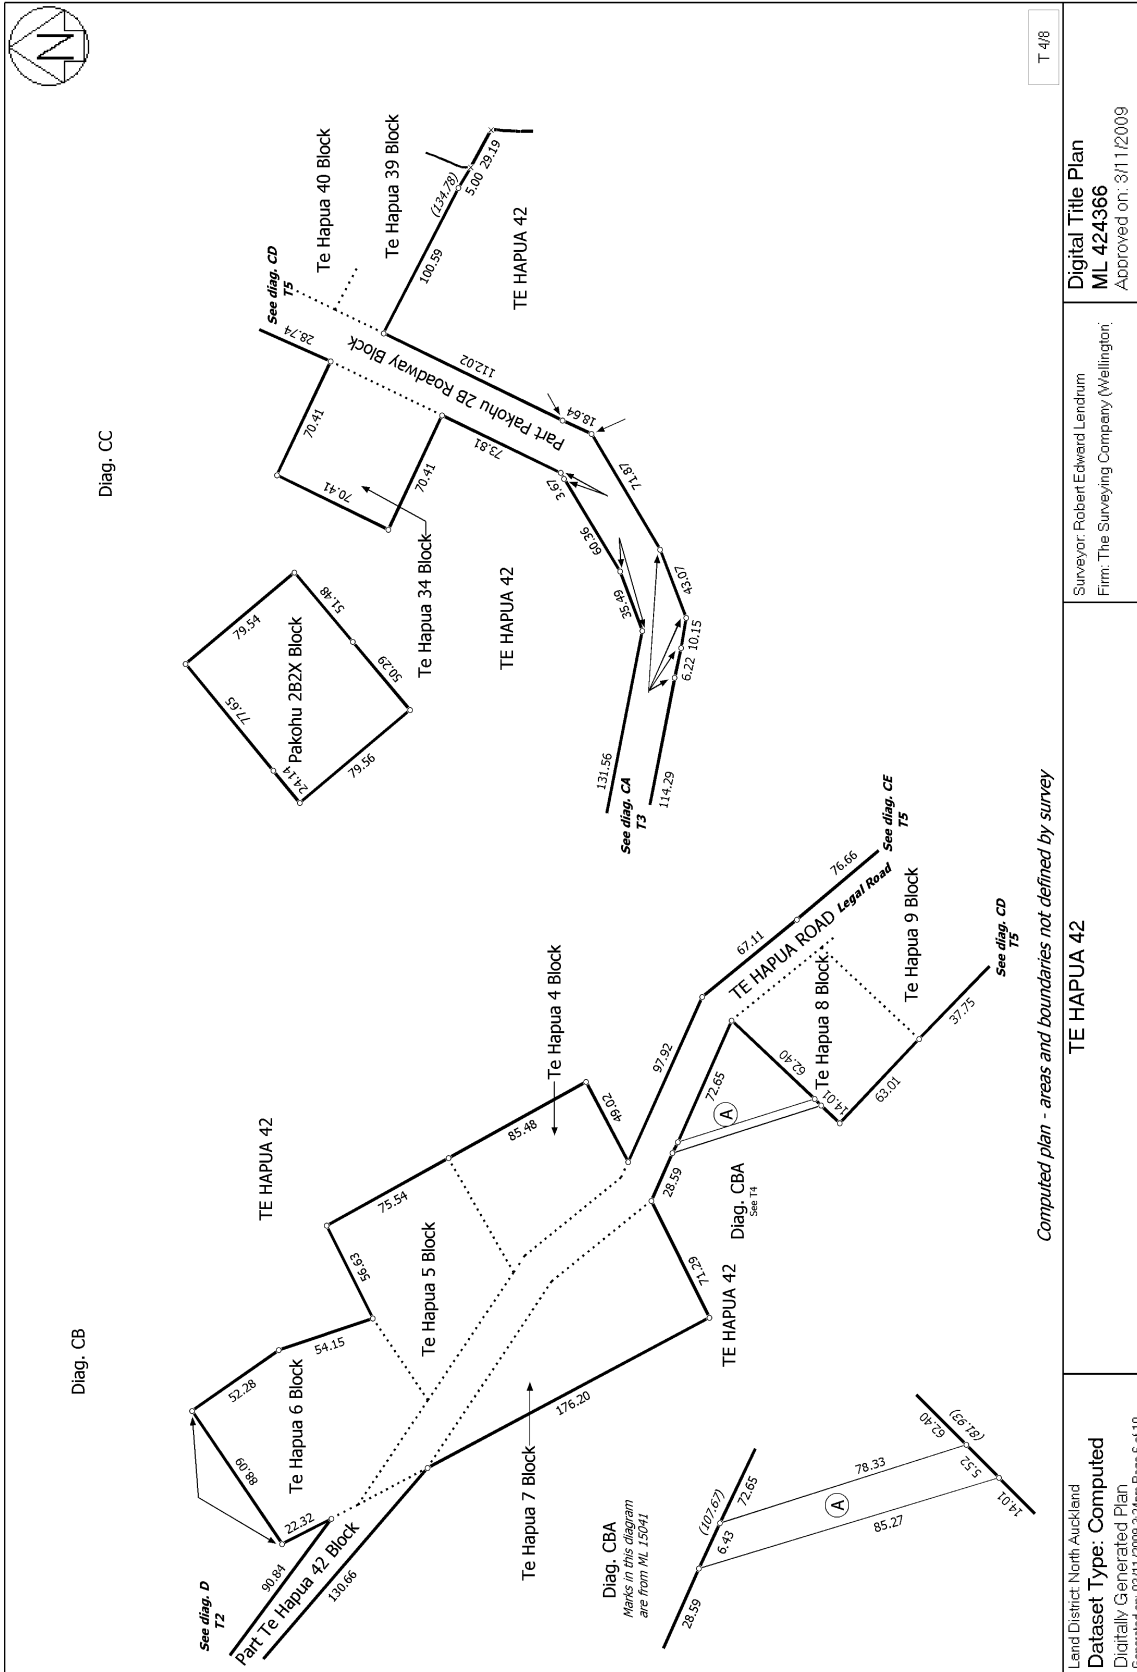 N
T 4/8
Diag. CC
Te Hapua 40 Block
Te Hapua 39 Block
See diag. CD
T5
28.74
(134.78)
5.00
29.19
100.59
TE HAPUA 42
70.41
70.41
70.41
Part Pakohu 2B Roadway Block
112.02
73.81
18.64
3.67
71.87
60.36
35.49
43.07
10.15
6.22
Te Hapua 34 Block
TE HAPUA 42
79.54
51.48
77.65
Pakohu 2B2X Block
50.29
24.14
79.56
131.56
See diag. CA
T3
114.29
Diag. CB
TE HAPUA 42
Te Hapua 4 Block
85.48
49.02
75.54
56.63
Te Hapua 5 Block
54.15
52.28
Te Hapua 6 Block
88.09
22.32
90.84
See diag. D
T2
Part Te Hapua 42 Block
130.66
Te Hapua 7 Block
176.20
71.29
TE HAPUA 42
28.59
72.65
97.92
67.11
76.66
TE HAPUA ROAD Legal Road
See diag. CE
T5
Te Hapua 9 Block
Te Hapua 8 Block
62.40
14.01
63.01
37.75
See diag. CD
T5
A
Diag. CBA
See T4
Diag. CBA
Marks in this diagram
are from ML 15041
28.59
6.43
(107.67)
72.65
78.33
A
85.27
62.40
(81.93)
5.52
14.01
Computed plan - areas and boundaries not defined by survey
Land District: North Auckland
Dataset Type: Computed
Digitally Generated Plan
TE HAPUA 42
Surveyor: Robert Edward Lendrum
Firm: The Surveying Company (Wellington
Digital Title Plan
ML 424366
Approved on: 3/11/2009